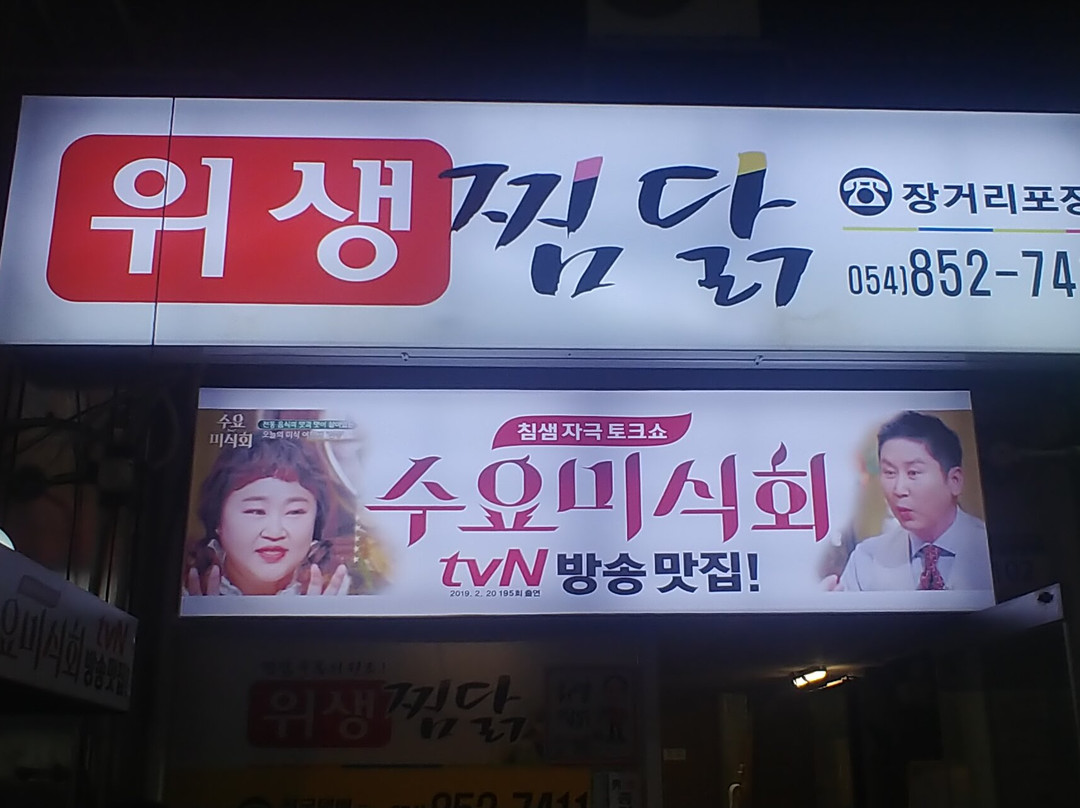 위생찜닭
장거리포장
054)852-74
수요
미식회
침샘 자극 토크쇼
수요미식회
tvN 방송 맛집!
2019. 2. 20 195회 출연
요미식회 tvN
방송맛집
위생찜닭
852-7411